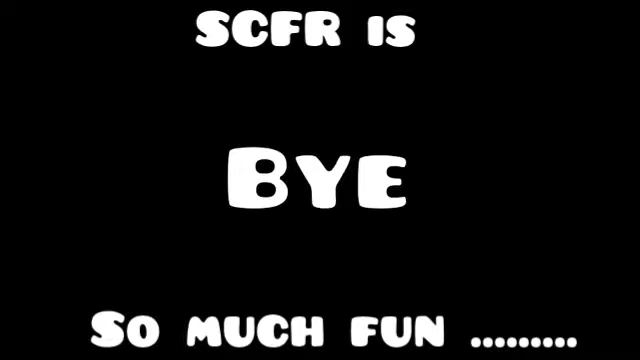 SCFR is
Bye
So much fun .........